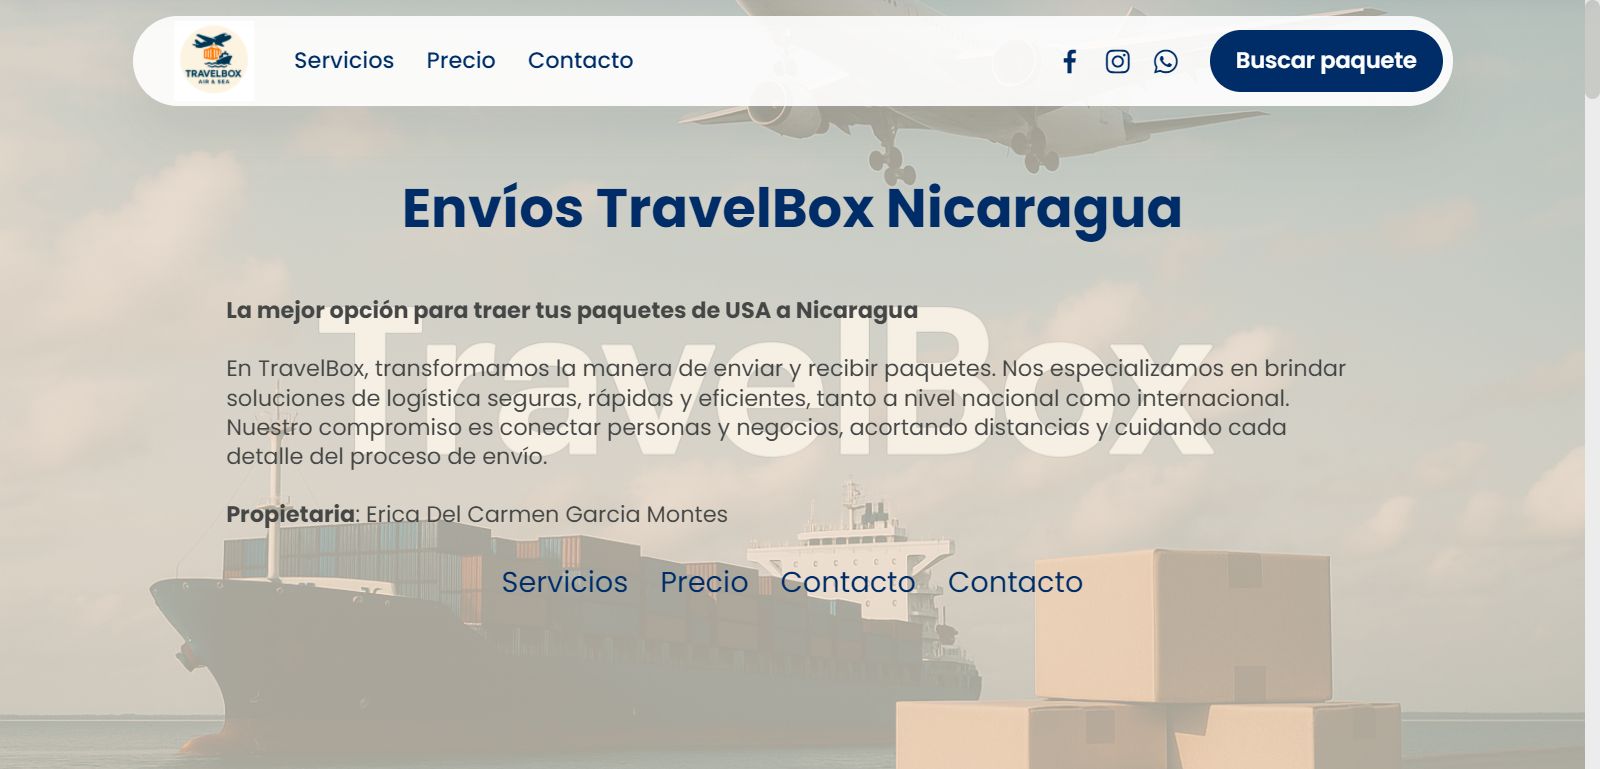 TRAVELBOX
AIR & SEA
Servicios Precio Contacto
Buscar paquete
Envíos TravelBox Nicaragua
La mejor opción para traer tus paquetes de USA a Nicaragua
TravelBox
En TravelBox, transformamos la manera de enviar y recibir paquetes. Nos especializamos en brindar
soluciones de logística seguras, rápidas y eficientes, tanto a nivel nacional como internacional.
Nuestro compromiso es conectar personas y negocios, acortando distancias y cuidando cada
detalle del proceso de envío.
Propietaria: Erica Del Carmen Garcia Montes
Servicios Precio Contacto Contacto